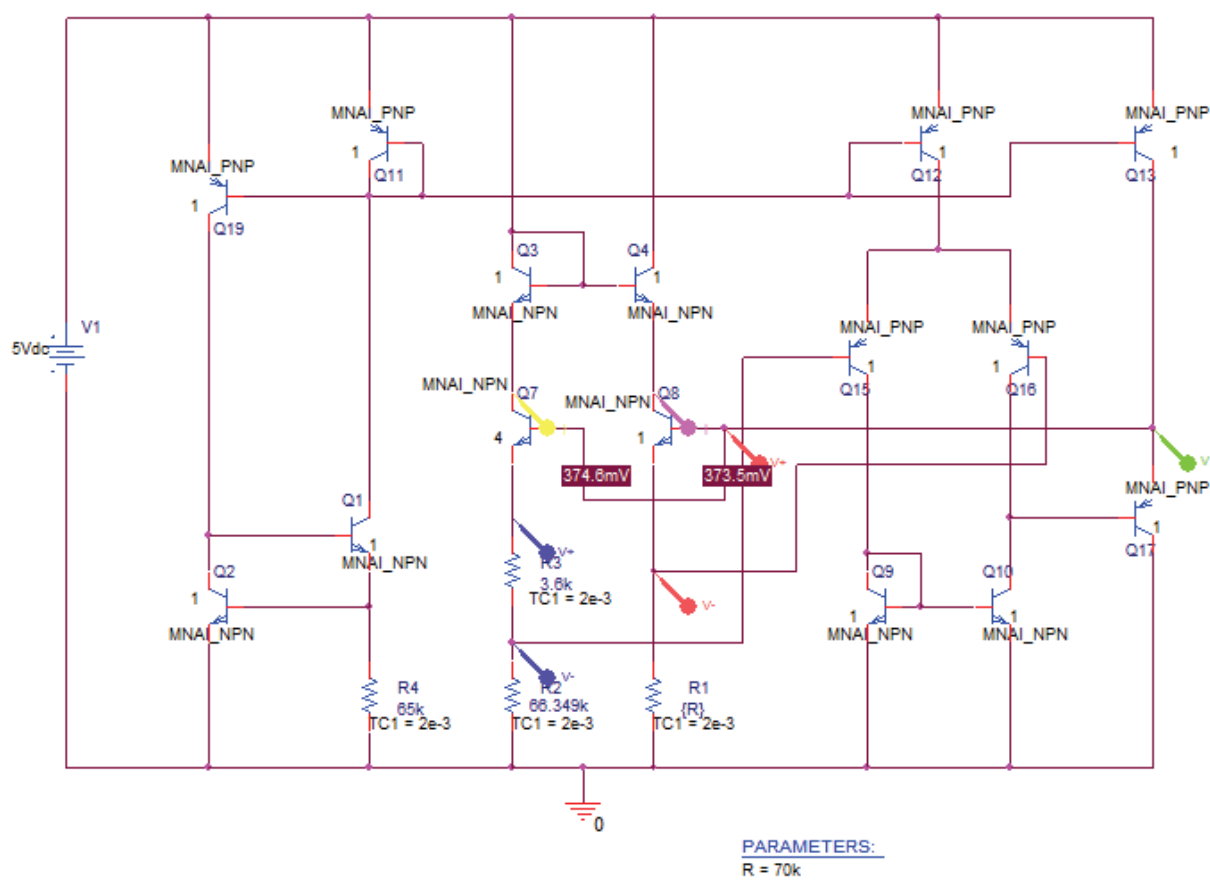 MNAI_PNP
MNAI_PNP
MNAI_PNP
1
Q11
1
Q12
1
Q13
MNAI_PNP
1
Q19
Q3
Q4
1
1
MNAI_NPN
MNAI_NPN
V1
5Vdc
MNAI_PNP
MNAI_PNP
1
1
Q15
Q16
MNAI_NPN
Q7
MNAI_NPN
Q8
4
1
374.6mV
373.5mV
V+
V
MNAI_PNP
1
Q17
Q1
1
MNAI_NPN
Q2
1
MNAI_NPN
V+
R3
3.6k
TC1 = 2e-3
V-
Q9
Q10
1
1
MNAI_NPN
MNAI_NPN
V-
R4
65k
TC1 = 2e-3
R2
66.349k
TC1 = 2e-3
R1
{R}
TC1 = 2e-3
0
PARAMETERS:
R = 70k